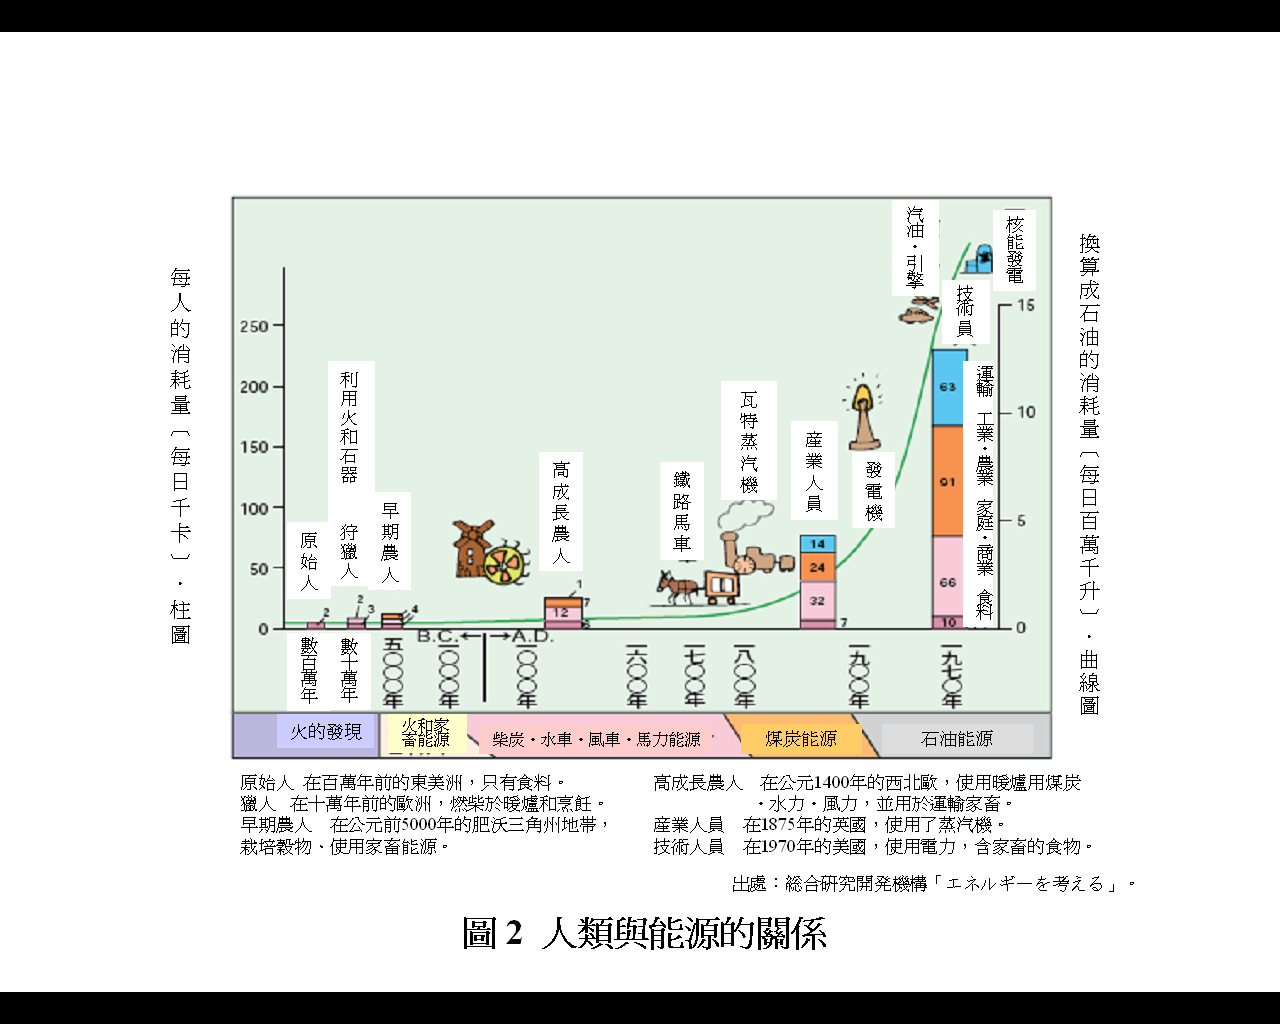 汽油・引擎
核能發電
技術員
每人的消耗量〔每日千卡〕・柱圖
換算成石油的消耗量〔每日百萬千升〕・曲線圖
250
200
150
100
50
0
15
10
5
0
利用火和石器
狩獵人
原始人
早期農人
高成長農人
鐵路馬車
瓦特蒸汽機
産業人員
發電機
運輸 工業・農業 家庭・商業 食料
63
91
66
10
14
24
32
7
1
7
12
2
2
3
4
B.C.←→A.D.
數百萬年
數十萬年
五〇〇〇年
一〇〇〇年
一〇〇〇年
一六〇〇年
一七〇〇年
一八〇〇年
一九〇〇年
一九七〇年
火的發現
火和家
畜能源
柴炭・水車・風車・馬力能源
煤炭能源
石油能源
原始人 在百萬年前的東美洲，只有食料。
獵人 在十萬年前的歐洲，燃柴於暖爐和烹飪。
早期農人 在公元前5000年的肥沃三角州地帯，
栽培穀物、使用家畜能源。
高成長農人 在公元1400年的西北歐，使用暖爐用煤炭
・水力・風力，並用於運輸家畜。
産業人員 在1875年的英國，使用了蒸汽機。
技術人員 在1970年的美國，使用電力，含家畜的食物。
出處：総合研究開発機構「エネルギーを考える」。
圖 2 人類與能源的關係